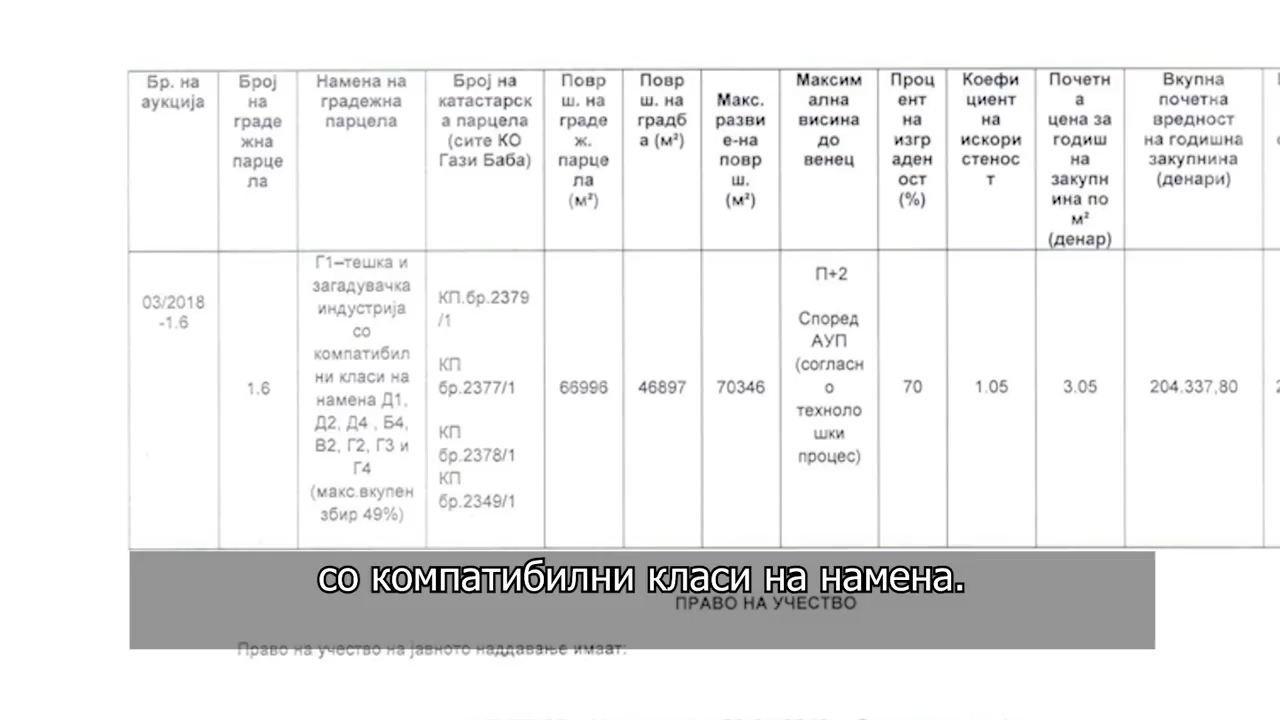 Бр. на
аукција
Број
на
граде
жна
парце
ла
Намена на
градежна
парцела
Број на
катастарск
а парцела
(сите КО
Гази Баба)
Повр
ш. на
граде
ж.
парце
ла
(м²)
Повр
ш. на
градб
а (м²)
Макс.
разви
е-на
повр
ш.
(м²)
Максим
ална
висина
до
венец
Проц
ент
на
изгр
аден
ост
(%)
Коефи
циент
на
искори
стенос
т
Почетн
а
цена за
годиш
на
закупн
ина по
м²
(денар)
Вкупна
почетна
вредност
на годишна
закупнина
(денари)
03/2018
-1.6
1.6
Г1–тешка и
загадувачка
индустрија
со
компатибил
ни класи на
намена Д1,
Д2, Д4 , Б4,
В2, Г2, Г3 и
Г4
(макс.вкупен
збир 49%)
КП.бр.2379
/1
КП
бр.2377/1
КП
бр.2378/1
КП
бр.2349/1
66996
46897
70346
П+2
Според
АУП
(согласн
о
техноло
шки
процес)
70
1.05
3.05
204.337,80
со компатибилни класи на намена.
ПРАВО НА УЧЕСТВО
Право на учество на јавното наддавање имаат: